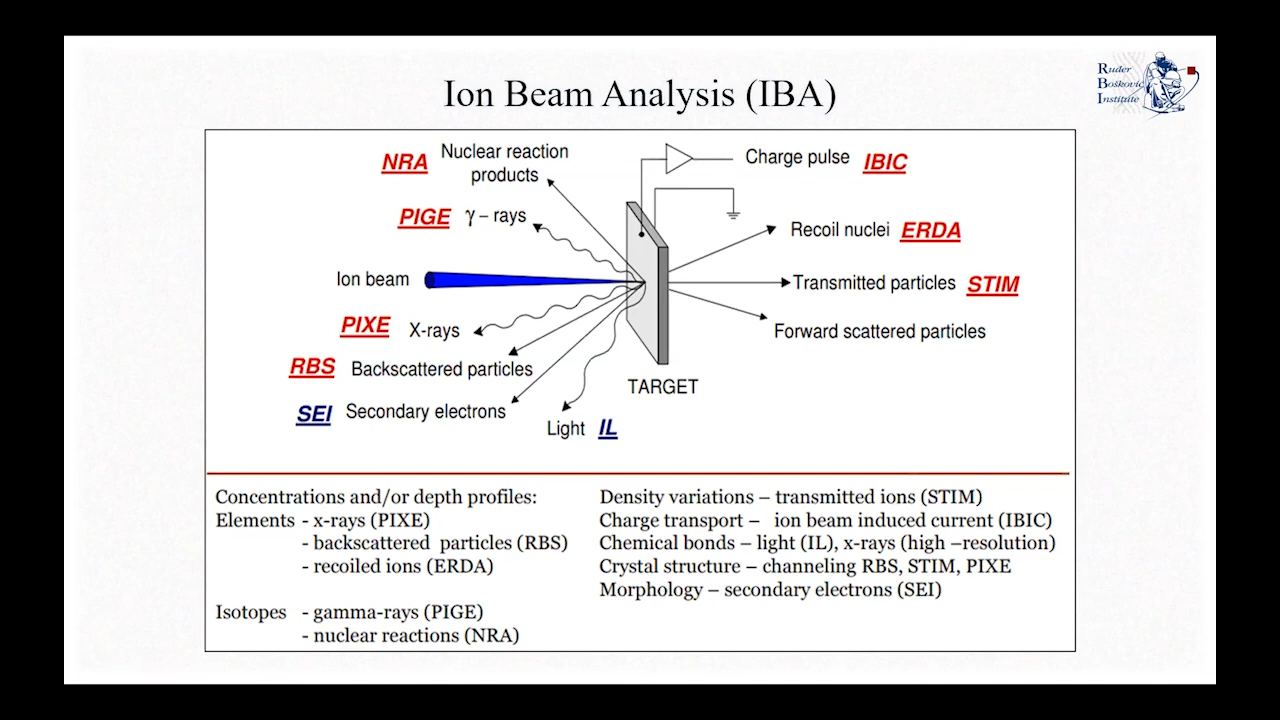 Ion Beam Analysis (IBA)
Ruđer
Bošković
Institute
NRA Nuclear reaction
products
Charge pulse IBIC
PIGE γ – rays
Recoil nuclei ERDA
Ion beam
Transmitted particles STIM
PIXE X-rays
Forward scattered particles
RBS Backscattered particles
TARGET
SEI Secondary electrons
Light IL
Concentrations and/or depth profiles:
Elements - x-rays (PIXE)
- backscattered particles (RBS)
- recoiled ions (ERDA)
Isotopes - gamma-rays (PIGE)
- nuclear reactions (NRA)
Density variations – transmitted ions (STIM)
Charge transport – ion beam induced current (IBIC)
Chemical bonds – light (IL), x-rays (high –resolution)
Crystal structure – channeling RBS, STIM, PIXE
Morphology – secondary electrons (SEI)